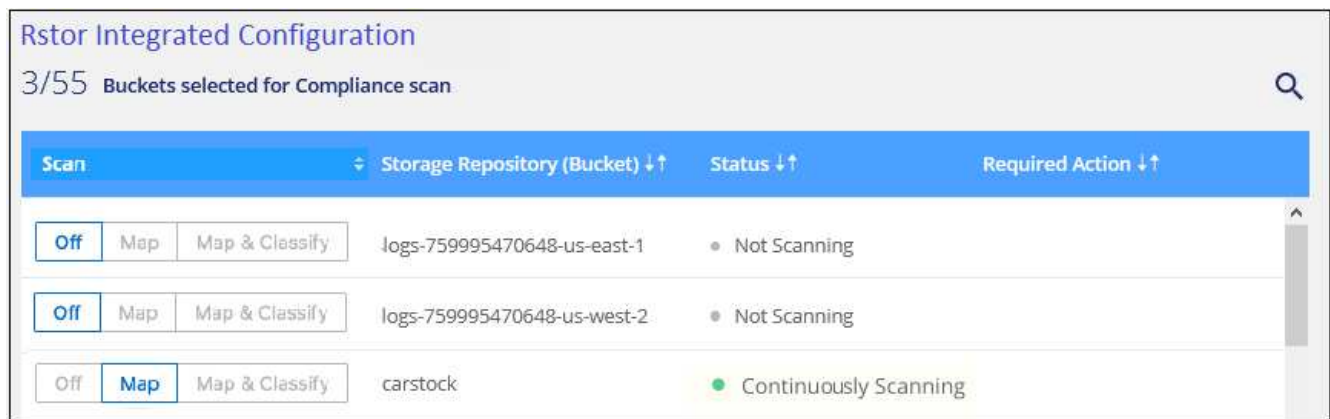 Rstor Integrated Configuration
3/55 Buckets selected for Compliance scan
Scan Storage Repository (Bucket) ↓↑ Status ↓↑ Required Action ↓↑
Off Map Map & Classify logs-759995470648-us-east-1 Not Scanning
Off Map Map & Classify logs-759995470648-us-west-2 Not Scanning
Off Map Map & Classify carstock Continuously Scanning